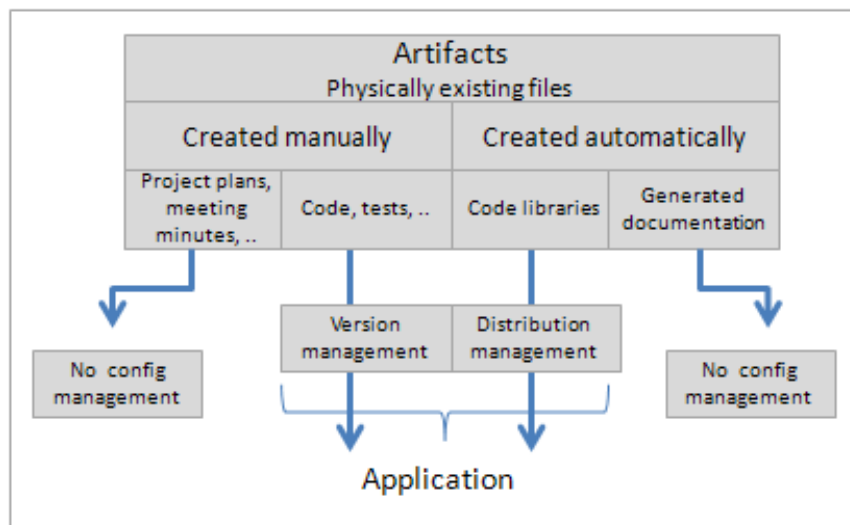 Artifacts
Physically existing files
Created manually
Created automatically
Project plans,
meeting
minutes, ..
Code, tests, ..
Code libraries
Generated
documentation
Version
management
Distribution
management
No config
management
No config
management
Application